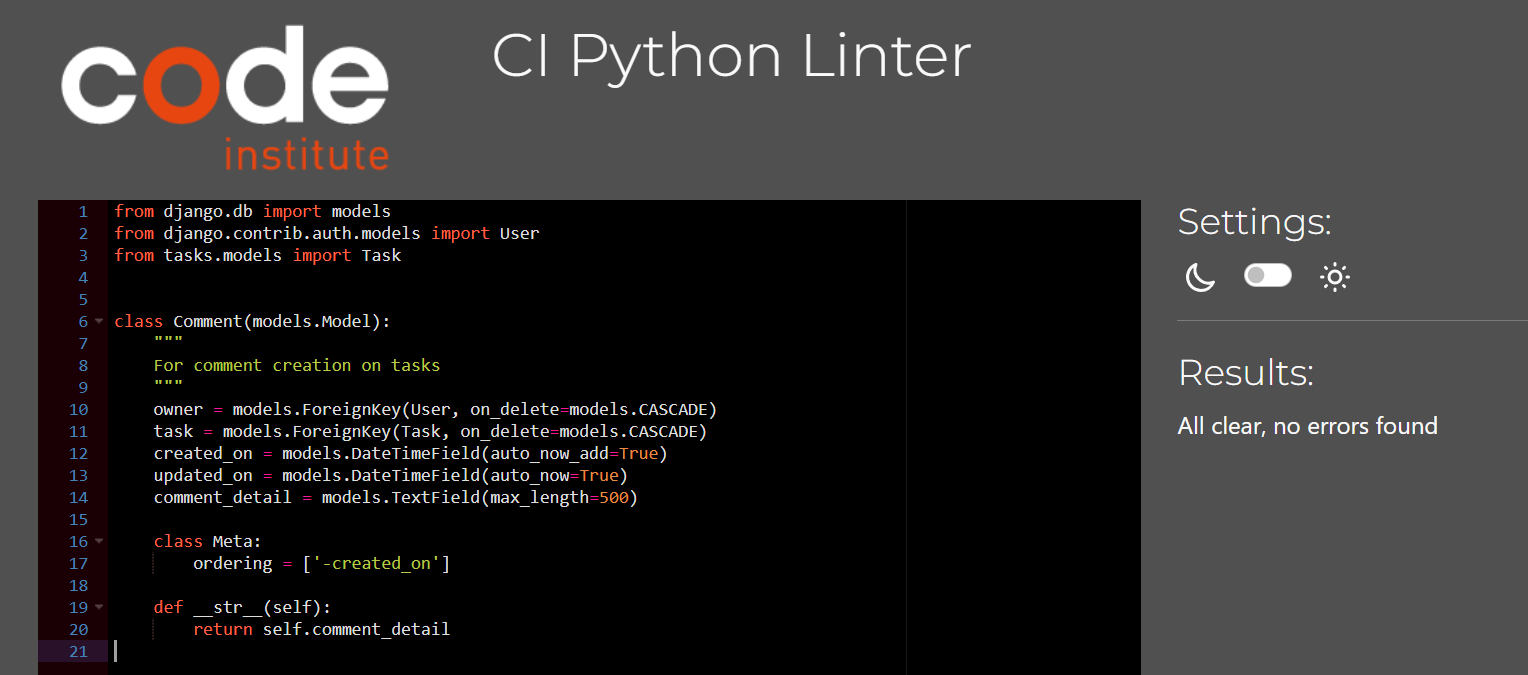 code
institute
CI Python Linter
1 from django.db import models
2 from django.contrib.auth.models import User
3 from tasks.models import Task
4
5
6 class Comment(models.Model):
7     """
8     For comment creation on tasks
9     """
10     owner = models.ForeignKey(User, on_delete=models.CASCADE)
11     task = models.ForeignKey(Task, on_delete=models.CASCADE)
12     created_on = models.DateTimeField(auto_now_add=True)
13     updated_on = models.DateTimeField(auto_now=True)
14     comment_detail = models.TextField(max_length=500)
15
16     class Meta:
17         ordering = ['-created_on']
18
19     def __str__(self):
20         return self.comment_detail
21
Settings:
Results:
All clear, no errors found